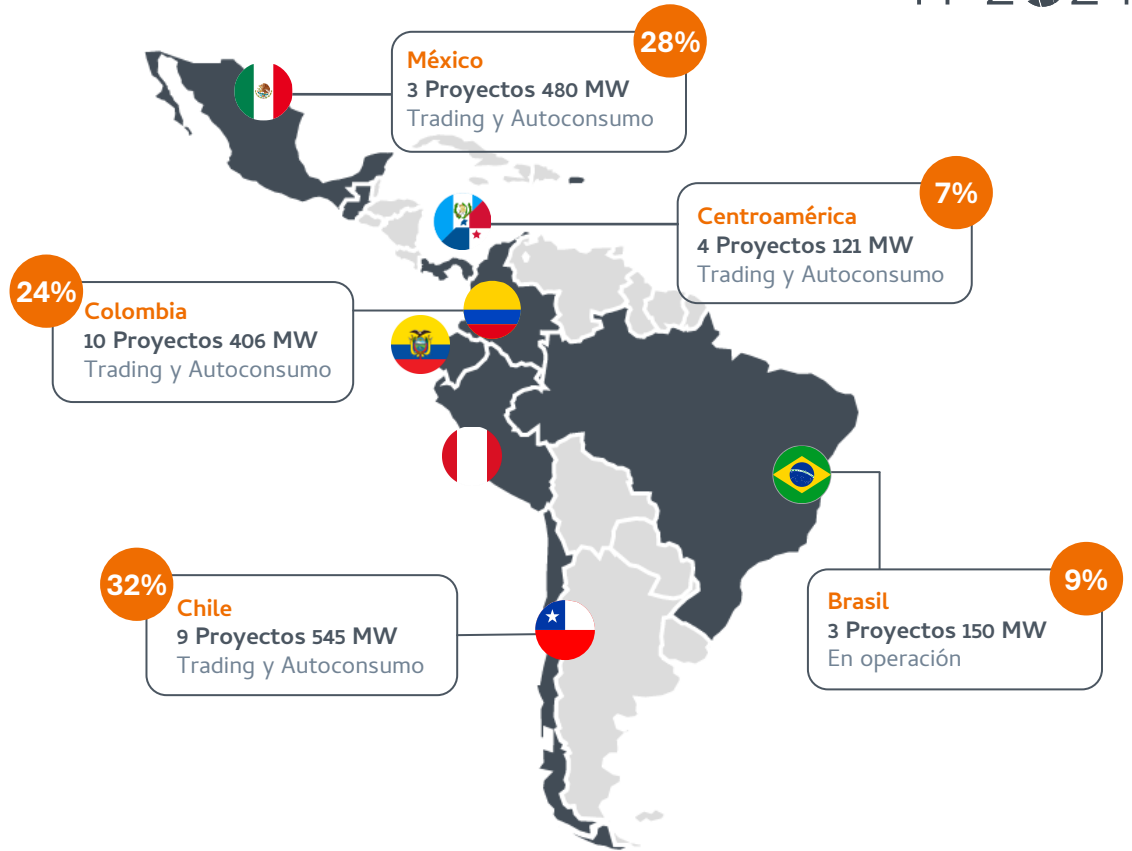 28%
México
3 Proyectos 480 MW
Trading y Autoconsumo
7%
Centroamérica
4 Proyectos 121 MW
Trading y Autoconsumo
24%
Colombia
10 Proyectos 406 MW
Trading y Autoconsumo
32%
Chile
9 Proyectos 545 MW
Trading y Autoconsumo
9%
Brasil
3 Proyectos 150 MW
En operación